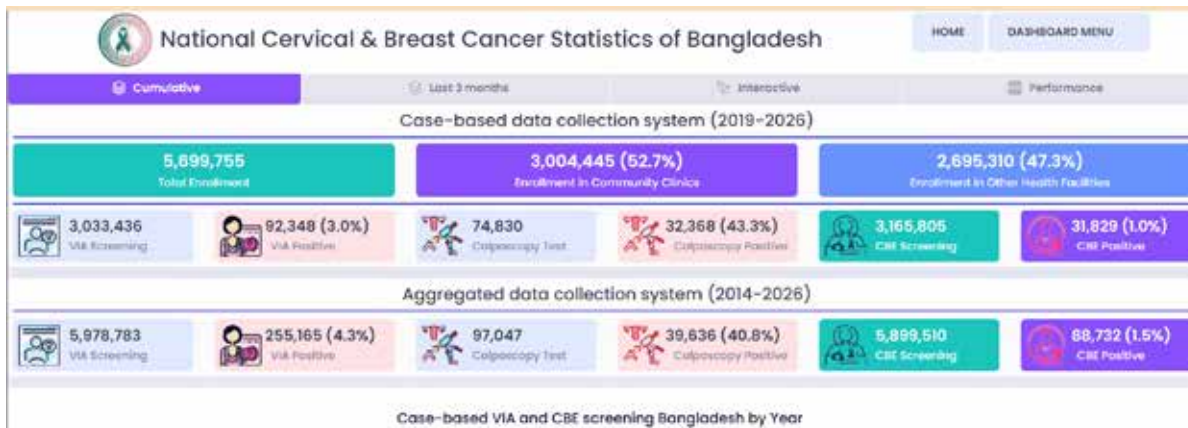 National Cervical & Breast Cancer Statistics of Bangladesh
HOME
DASHBOARD MENU
Cumulative
Last 3 months
Interactive
Performance
Case-based data collection system (2019-2026)
5,699,755
Total Enrollment
3,004,445 (52.7%)
Enrollment in Community Clinics
2,695,310 (47.3%)
Enrollment in Other Health Facilities
3,033,436
VIA Screening
92,348 (3.0%)
VIA Positive
74,830
Colposcopy Test
32,368 (43.3%)
Colposcopy Positive
3,165,805
CBE Screening
31,829 (1.0%)
CBE Positive
Aggregated data collection system (2014-2026)
5,978,783
VIA Screening
255,165 (4.3%)
VIA Positive
97,047
Colposcopy Test
39,636 (40.8%)
Colposcopy Positive
5,899,510
CBE Screening
88,732 (1.5%)
CBE Positive
Case-based VIA and CBE screening Bangladesh by Year